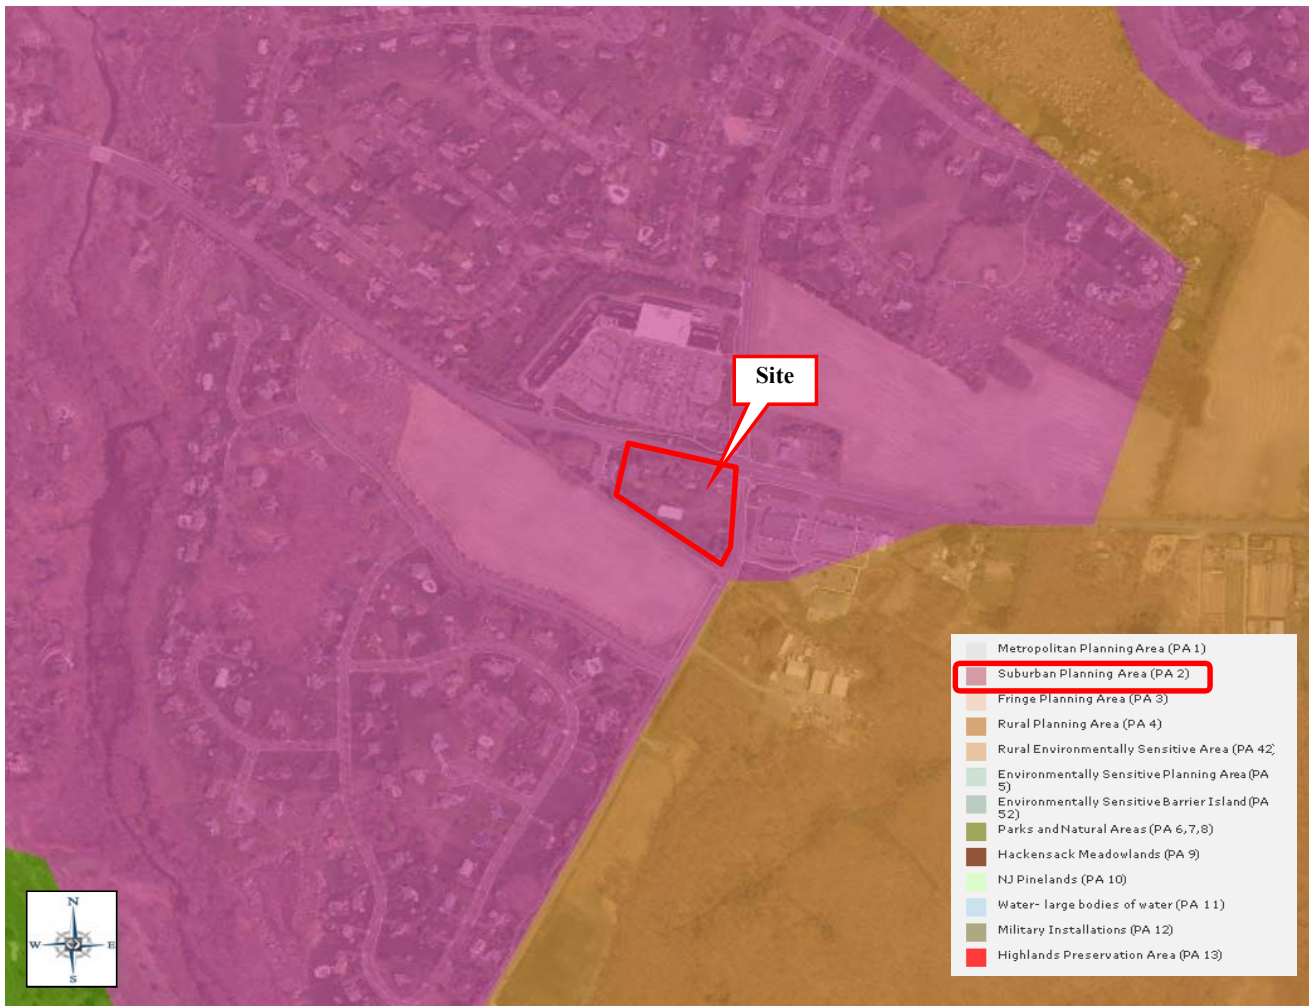 Site
Metropolitan Planning Area (PA 1)
Suburban Planning Area (PA 2)
Fringe Planning Area (PA 3)
Rural Planning Area (PA 4)
Rural Environmentally Sensitive Area (PA 42)
Environmentally Sensitive Planning Area (PA
5)
Environmentally Sensitive Barrier Island (PA
52)
Parks and Natural Areas (PA 6,7,8)
Hackensack Meadowlands (PA 9)
NJ Pinelands (PA 10)
Water- large bodies of water (PA 11)
Military Installations (PA 12)
Highlands Preservation Area (PA 13)
N
W E
S